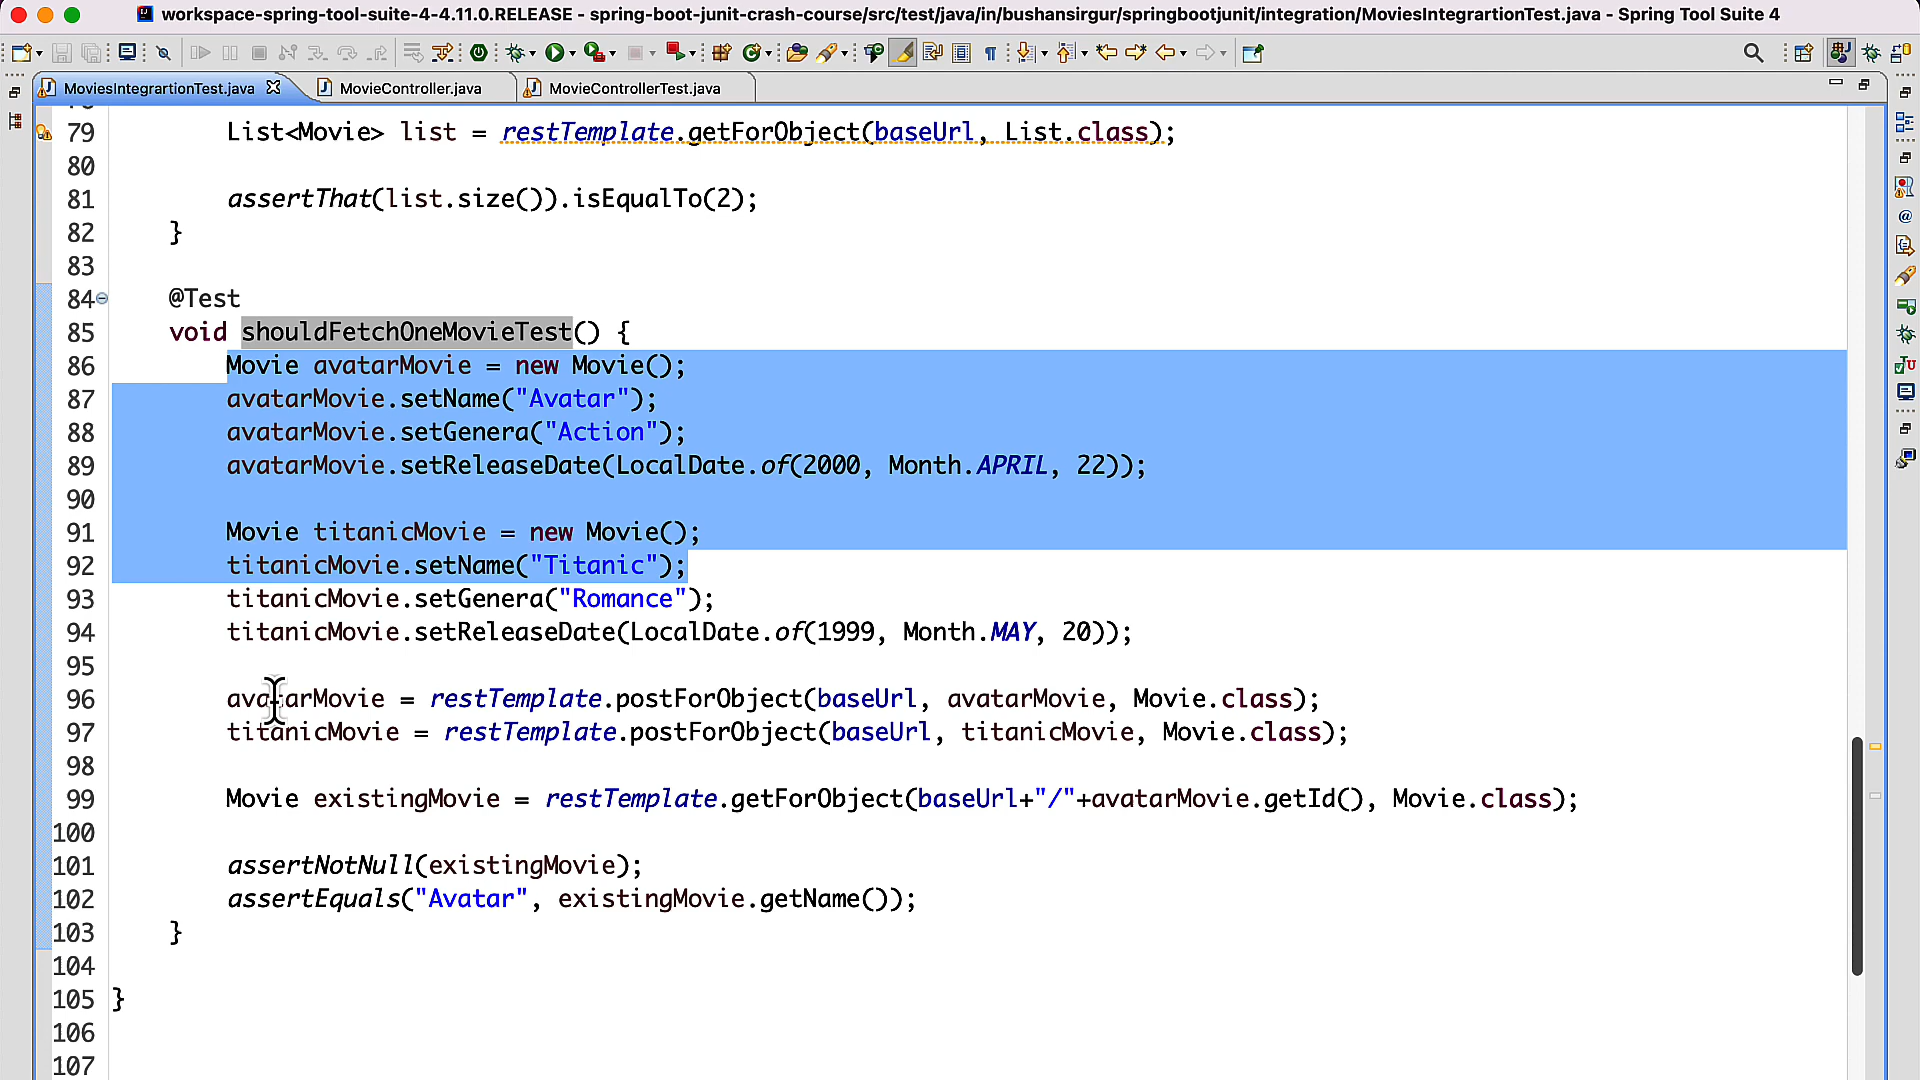 workspace-spring-tool-suite-4-4.11.0.RELEASE - spring-boot-junit-crash-course/src/test/java/in/bushansirgur/springbootjunit/integration/MoviesIntegrartionTest.java - Spring Tool Suite 4
MoviesIntegrartionTest.java MovieController.java MovieControllerTest.java
79 List<Movie> list = restTemplate.getForObject(baseUrl, List.class);
80
81 assertThat(list.size()).isEqualTo(2);
82 }
83
84 @Test
85 void shouldFetchOneMovieTest() {
86 Movie avatarMovie = new Movie();
87 avatarMovie.setName("Avatar");
88 avatarMovie.setGenera("Action");
89 avatarMovie.setReleaseDate(LocalDate.of(2000, Month.APRIL, 22));
90
91 Movie titanicMovie = new Movie();
92 titanicMovie.setName("Titanic");
93 titanicMovie.setGenera("Romance");
94 titanicMovie.setReleaseDate(LocalDate.of(1999, Month.MAY, 20));
95
96 avatarMovie = restTemplate.postForObject(baseUrl, avatarMovie, Movie.class);
97 titanicMovie = restTemplate.postForObject(baseUrl, titanicMovie, Movie.class);
98
99 Movie existingMovie = restTemplate.getForObject(baseUrl+"/"+avatarMovie.getId(), Movie.class);
100
101 assertNotNull(existingMovie);
102 assertEquals("Avatar", existingMovie.getName());
103 }
104
105 }
106
107